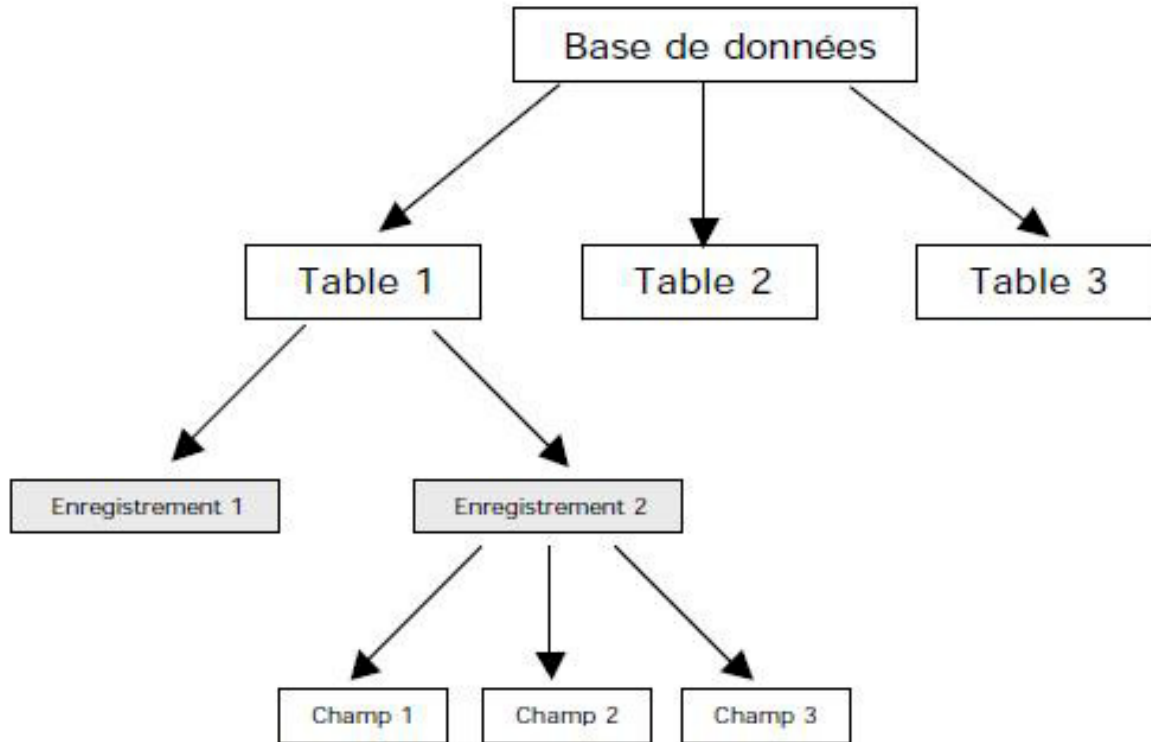 Base de données
Table 1
Table 2
Table 3
Enregistrement 1
Enregistrement 2
Champ 1
Champ 2
Champ 3